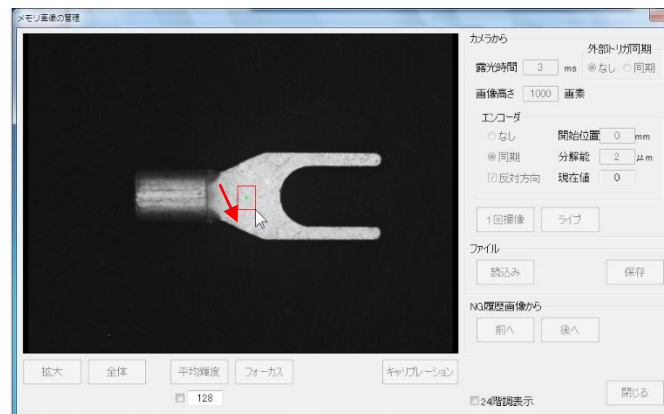 メモリ画像の管理
カメラから
外部トリガ同期
露光時間 3 ms なし 同期
画像高さ 1000 画素
エンコーダ
なし 開始位置 0 mm
同期 分解能 2 μm
反対方向 現在値 0
1回撮像 ライブ
ファイル
読込み 保存
NG履歴画像から
前へ 後へ
拡大 全体 平均輝度 フォーカス キャリブレーション
128
24階調表示 閉じる